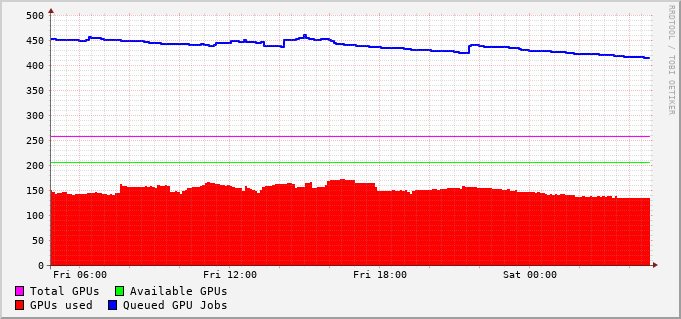 500
450
400
350
300
250
200
150
100
50
0
Fri 06:00 Fri 12:00 Fri 18:00 Sat 00:00
Total GPUs Available GPUs
GPUs used Queued GPU Jobs
RRDTOOL / TOBI OETIKER